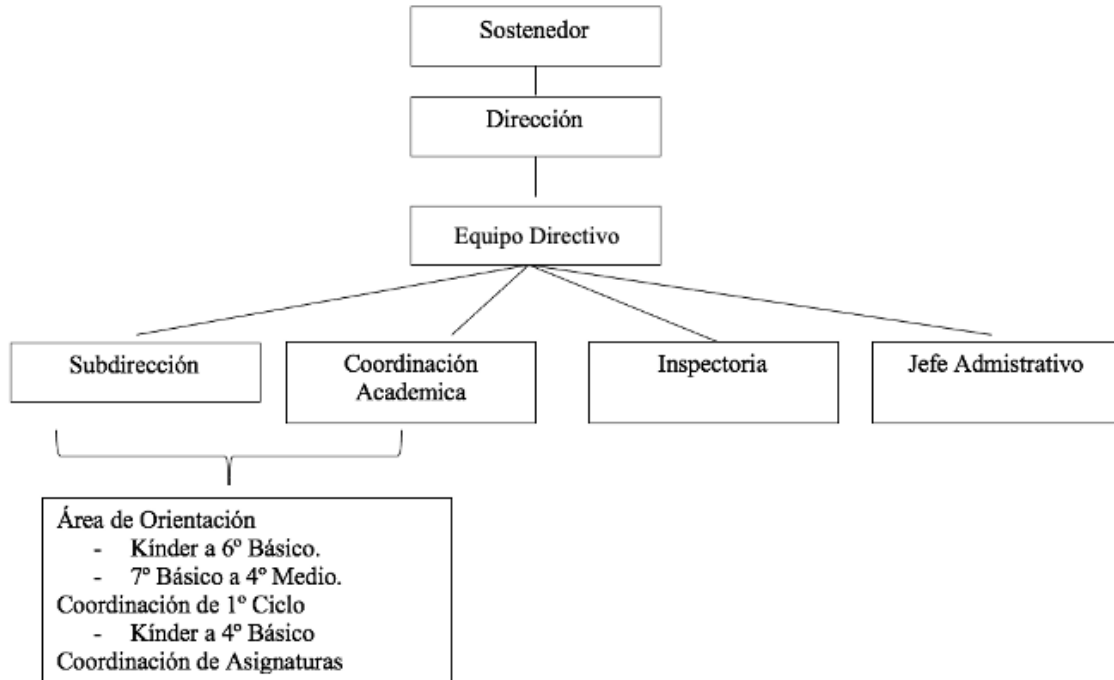 Sostenedor
Dirección
Equipo Directivo
Subdirección
Coordinación
Academica
Inspectoria
Jefe Admistrativo
Área de Orientación
- Kínder a 6º Básico.
- 7º Básico a 4º Medio.
Coordinación de 1º Ciclo
- Kínder a 4º Básico
Coordinación de Asignaturas